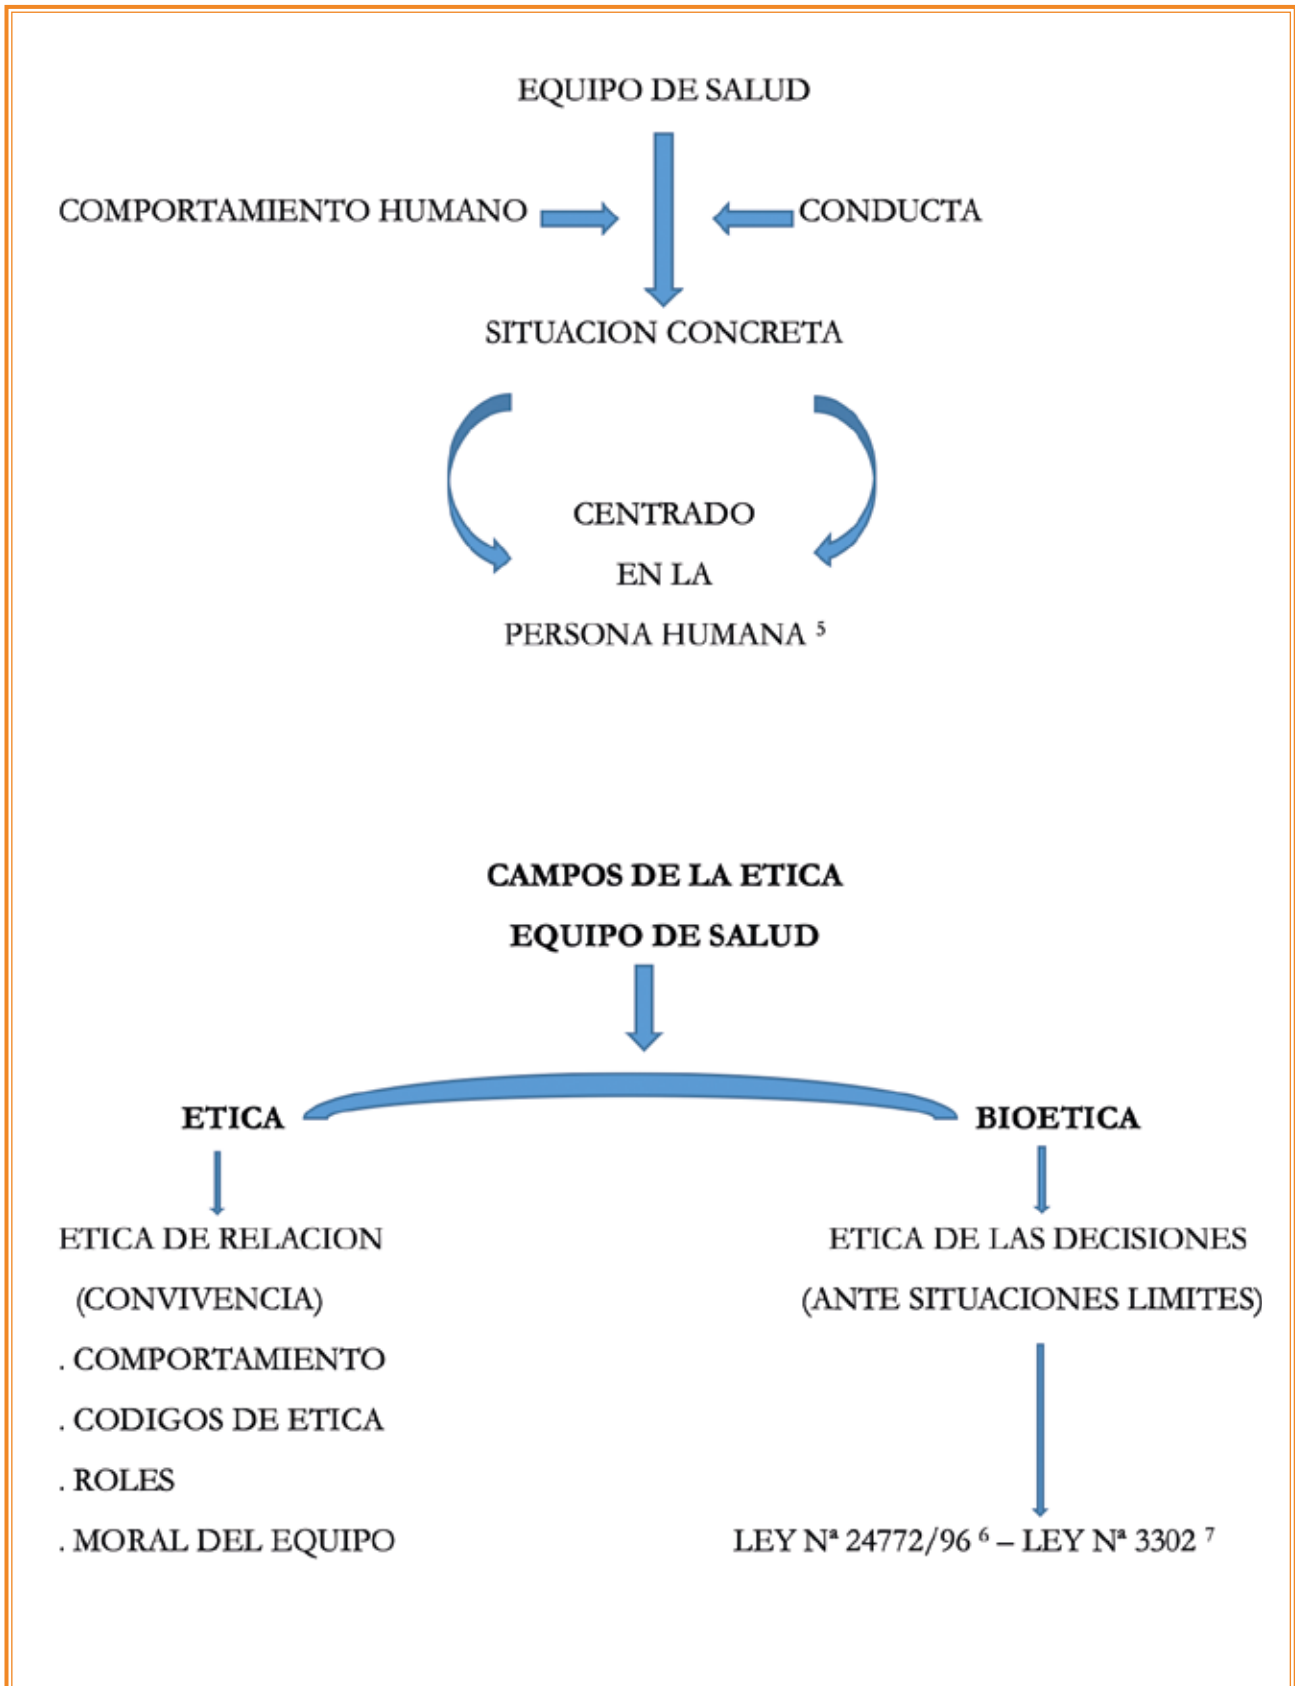 EQUIPO DE SALUD
COMPORTAMIENTO HUMANO CONDUCTA
SITUACION CONCRETA
CENTRADO
EN LA
PERSONA HUMANA ⁵
CAMPOS DE LA ETICA
EQUIPO DE SALUD
ETICA BIOETICA
ETICA DE RELACION ETICA DE LAS DECISIONES
(CONVIVENCIA) (ANTE SITUACIONES LIMITES)
. COMPORTAMIENTO
. CODIGOS DE ETICA
. ROLES
. MORAL DEL EQUIPO LEY Nª 24772/96 ⁶ – LEY Nª 3302 ⁷